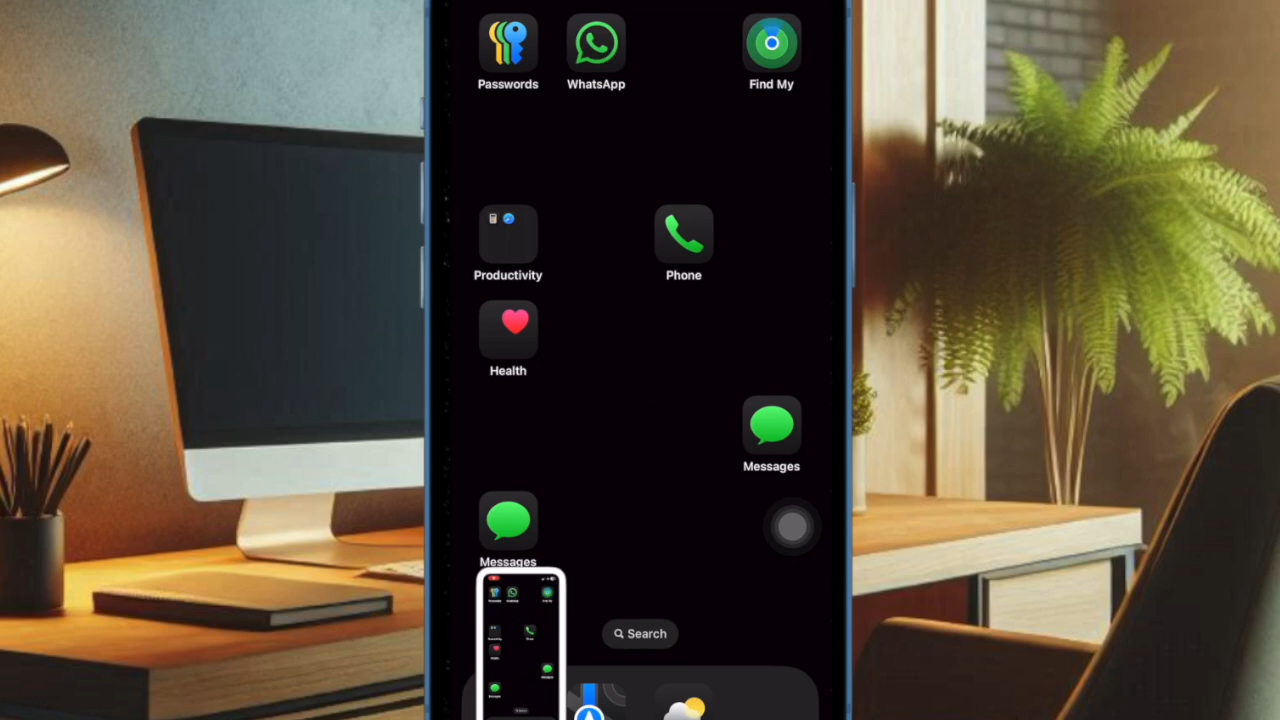 Passwords WhatsApp Find My
Productivity Phone
Health
Messages
Messages
Search